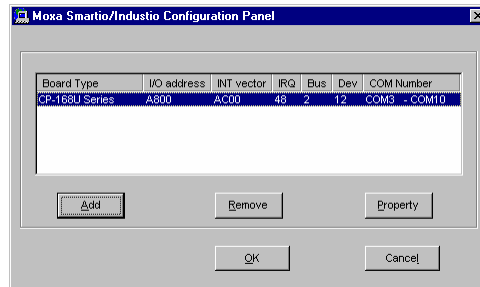 Moxa Smartio/Industio Configuration Panel
Board Type I/O address INT vector IRQ Bus Dev COM Number
CP-168U Series A800 AC00 48 2 12 COM3 - COM10
Add Remove Property
OK Cancel